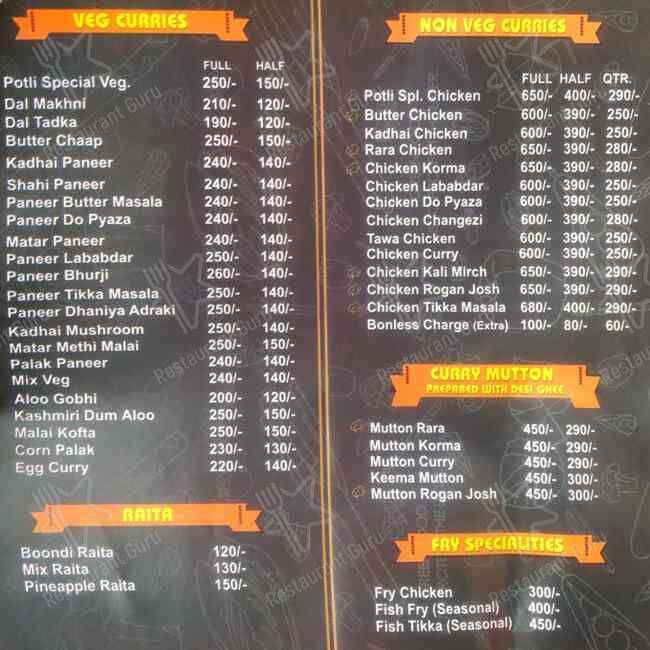 VEG CURRIES
FULL HALF
Potli Special Veg. 250/- 150/-
Dal Makhni 210/- 120/-
Dal Tadka 190/- 120/-
Butter Chaap 250/- 150/-
Kadhai Paneer 240/- 140/-
Shahi Paneer 240/- 140/-
Paneer Butter Masala 240/- 140/-
Paneer Do Pyaza 240/- 140/-
Matar Paneer 240/- 140/-
Paneer Lababdar 250/- 140/-
Paneer Bhurji 260/- 140/-
Paneer Tikka Masala 250/- 140/-
Paneer Dhaniya Adraki 250/- 140/-
Kadhai Mushroom 250/- 140/-
Matar Methi Malai 250/- 150/-
Palak Paneer 240/- 140/-
Mix Veg 240/- 140/-
Aloo Gobhi 200/- 120/-
Kashmiri Dum Aloo 250/- 150/-
Malai Kofta 250/- 150/-
Corn Palak 230/- 130/-
Egg Curry 220/- 140/-
RAITA
Boondi Raita 120/-
Mix Raita 130/-
Pineapple Raita 150/-
NON VEG CURRIES
FULL HALF QTR.
Potli Spl. Chicken 650/- 400/- 290/-
Butter Chicken 600/- 390/- 250/-
Kadhai Chicken 600/- 390/- 250/-
Rara Chicken 650/- 390/- 280/-
Chicken Korma 650/- 390/- 280/-
Chicken Lababdar 600/- 390/- 250/-
Chicken Do Pyaza 600/- 390/- 250/-
Chicken Changezi 600/- 390/- 280/-
Tawa Chicken 600/- 390/- 250/-
Chicken Curry 600/- 390/- 250/-
Chicken Kali Mirch 650/- 390/- 290/-
Chicken Rogan Josh 650/- 390/- 290/-
Chicken Tikka Masala 680/- 400/- 290/-
Bonless Charge (Extra) 100/- 80/- 60/-
CURRY MUTTON
PREPARED WITH DESI GHEE
Mutton Rara 450/- 290/-
Mutton Korma 450/- 290/-
Mutton Curry 450/- 290/-
Keema Mutton 450/- 300/-
Mutton Rogan Josh 450/- 300/-
FRY SPECIALITIES
Fry Chicken 300/-
Fish Fry (Seasonal) 400/-
Fish Tikka (Seasonal) 450/-
Restaurant Guru